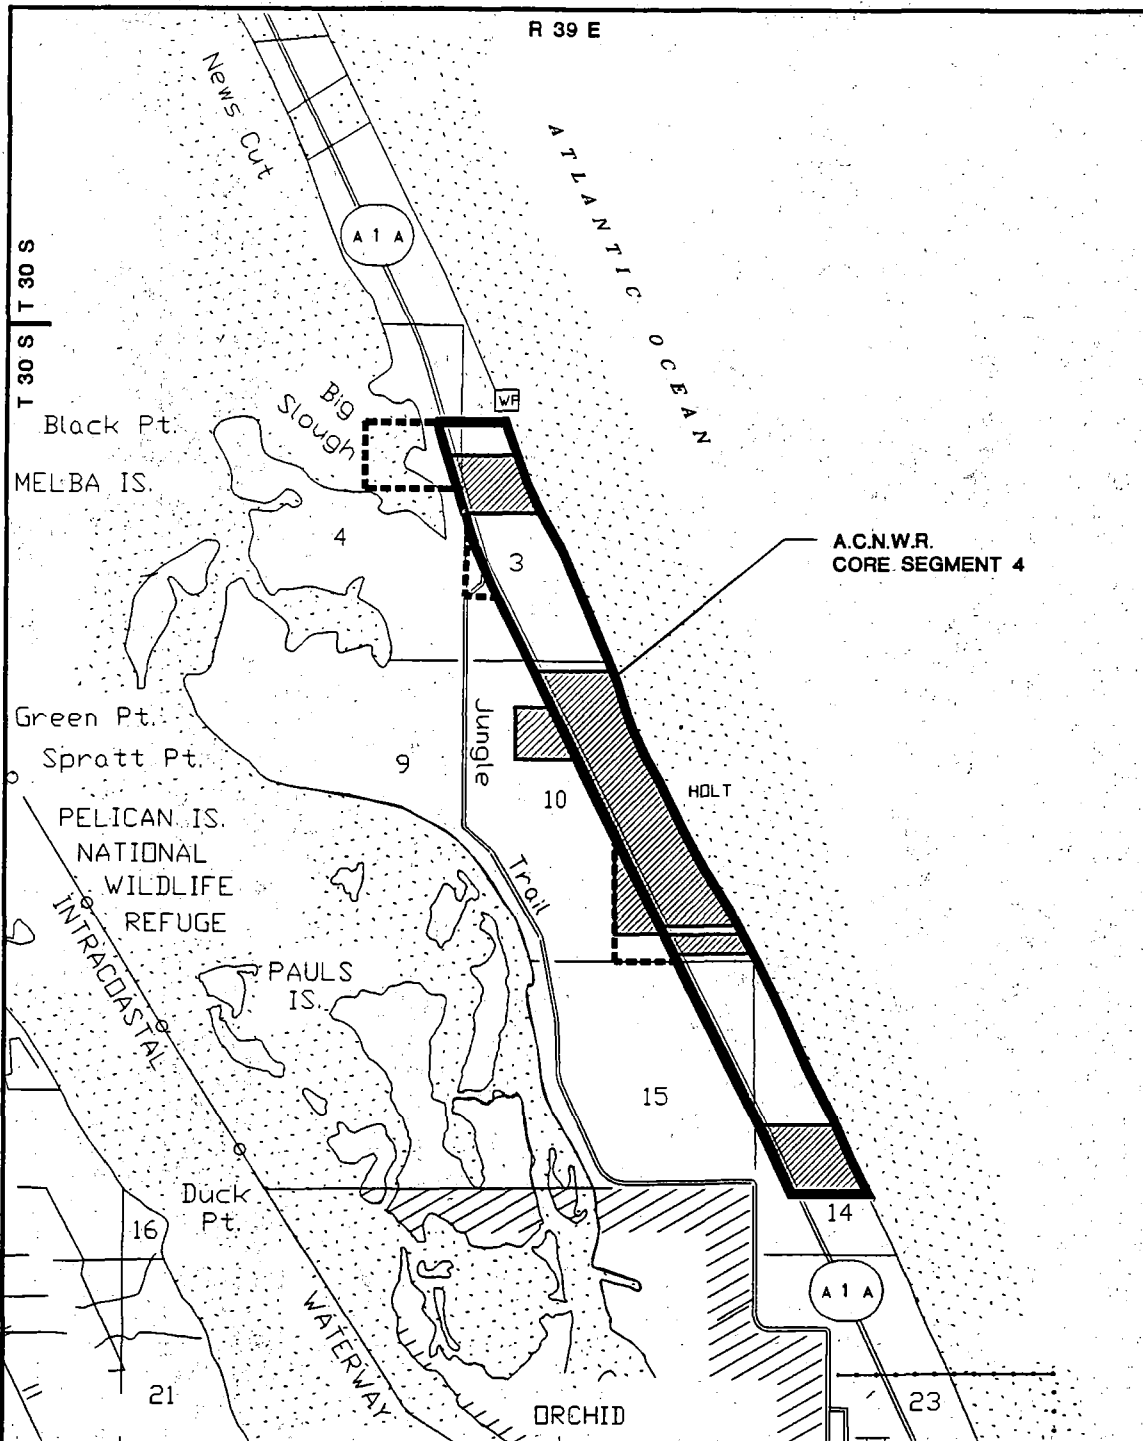 R 39 E
News Cut
ATLANTIC OCEAN
A 1 A
T 30 S
T 30 S
Big
Slough
WP
Black Pt.
MELBA IS.
4
3
A.C.N.W.R.
CORE SEGMENT 4
Green Pt.
Spratt Pt.
9
Jungle
Trail
10
HOLT
PELICAN IS.
NATIONAL
WILDLIFE
REFUGE
INTRACOASTAL
WATERWAY
PAULS
IS.
15
Duck
Pt.
16
14
A 1 A
21
ORCHID
23